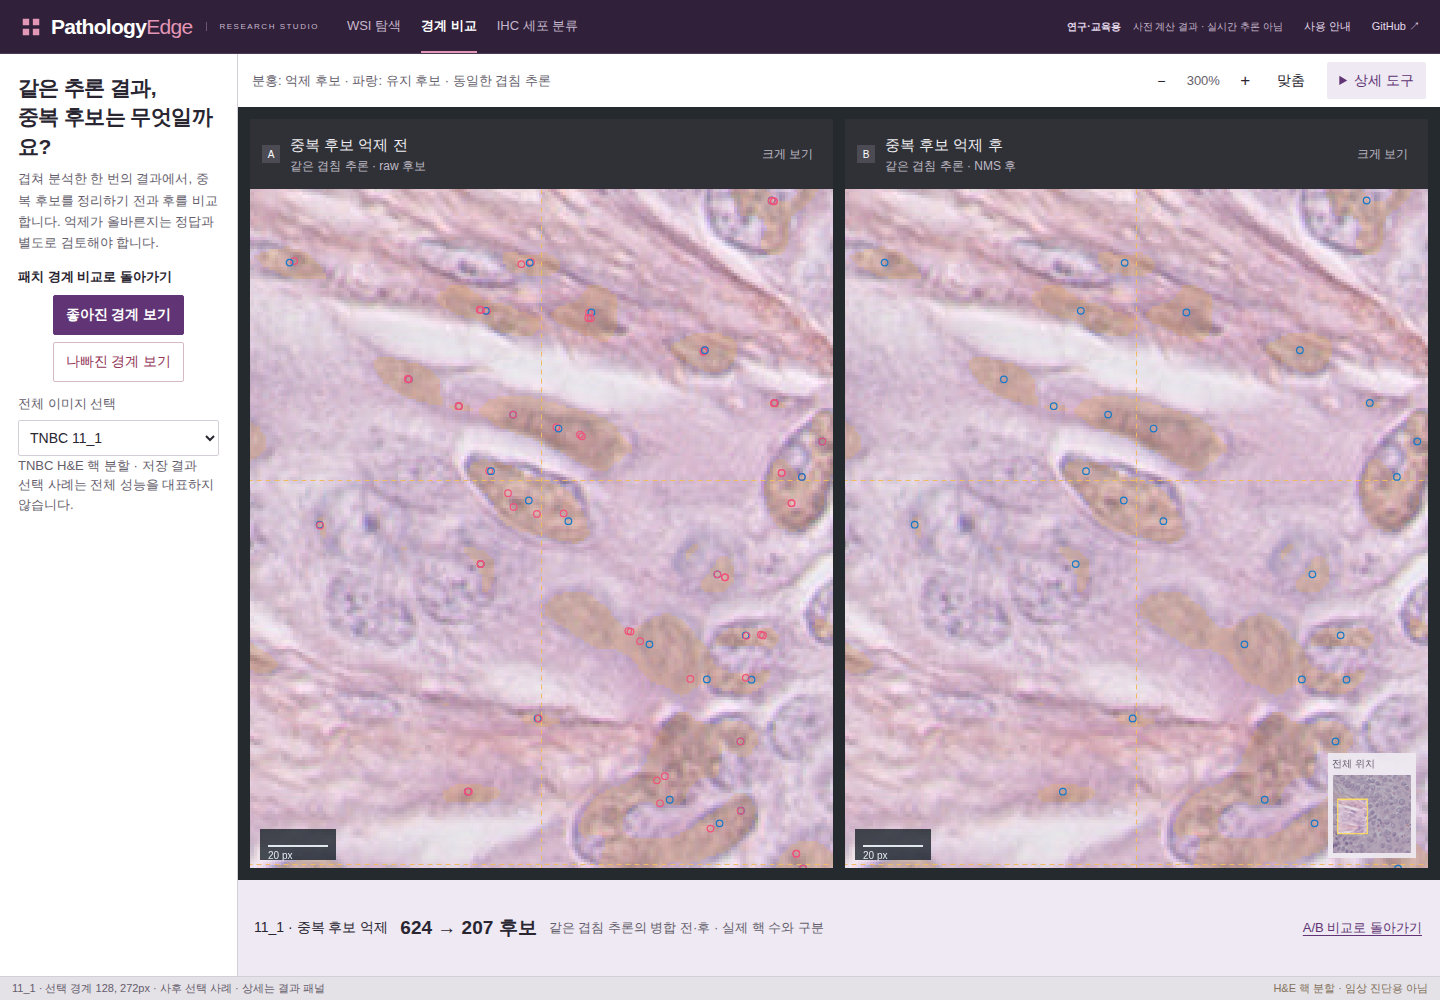 PathologyEdge
RESEARCH STUDIO
WSI 탐색
경계 비교
IHC 세포 분류
연구·교육용
사전 계산 결과 · 실시간 추론 아님
사용 안내
GitHub ↗
같은 추론 결과,
중복 후보는 무엇일까
요?
겹쳐 분석한 한 번의 결과에서, 중
복 후보를 정리하기 전과 후를 비교
합니다. 억제가 올바른지는 정답과
별도로 검토해야 합니다.
패치 경계 비교로 돌아가기
좋아진 경계 보기
나빠진 경계 보기
전체 이미지 선택
TNBC 11_1
TNBC H&E 핵 분할 · 저장 결과
선택 사례는 전체 성능을 대표하지
않습니다.
분홍: 억제 후보 · 파랑: 유지 후보 · 동일한 겹침 추론
− 300% + 맞춤
▶ 상세 도구
A
중복 후보 억제 전
같은 겹침 추론 · raw 후보
크게 보기
B
중복 후보 억제 후
같은 겹침 추론 · NMS 후
크게 보기
20 px
20 px
전체 위치
11_1 · 중복 후보 억제
624 → 207 후보
같은 겹침 추론의 병합 전·후 · 실제 핵 수와 구분
A/B 비교로 돌아가기
11_1 · 선택 경계 128, 272px · 사후 선택 사례 · 상세는 결과 패널
H&E 핵 분할 · 임상 진단용 아님